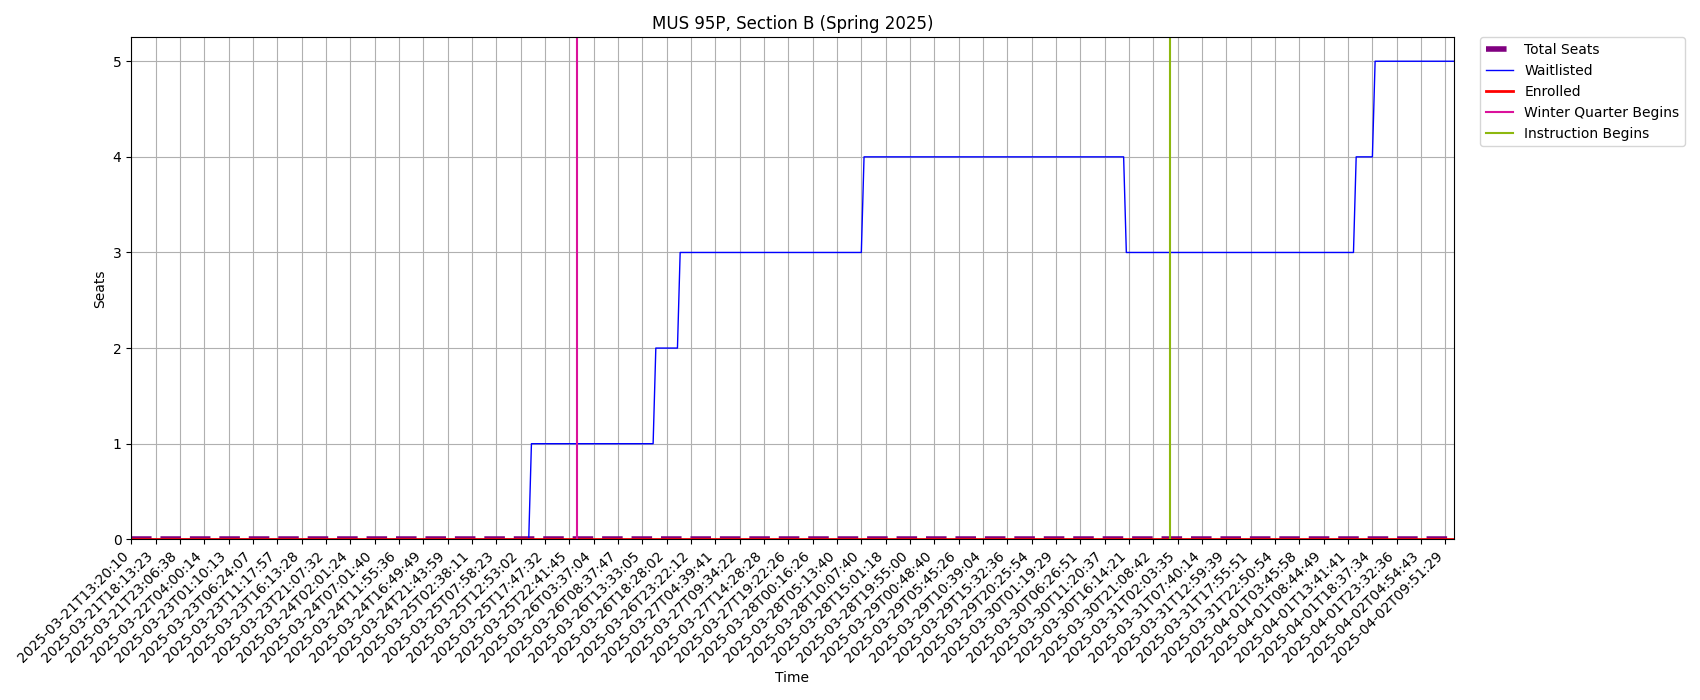 MUS 95P, Section B (Spring 2025)
Total Seats
Waitlisted
Enrolled
Winter Quarter Begins
Instruction Begins
5
4
3
2
1
0
Seats
2025-03-21T13:20:10
2025-03-21T18:13:23
2025-03-21T23:06:38
2025-03-22T04:00:14
2025-03-23T01:10:13
2025-03-23T06:24:07
2025-03-23T11:17:57
2025-03-23T16:13:28
2025-03-23T21:07:32
2025-03-24T02:01:24
2025-03-24T07:01:40
2025-03-24T11:55:36
2025-03-24T16:49:49
2025-03-24T21:43:59
2025-03-25T02:38:11
2025-03-25T07:58:23
2025-03-25T12:53:02
2025-03-25T17:47:32
2025-03-25T22:41:45
2025-03-26T03:37:04
2025-03-26T08:37:47
2025-03-26T13:33:05
2025-03-26T18:28:02
2025-03-26T23:22:12
2025-03-27T04:39:41
2025-03-27T09:34:22
2025-03-27T14:28:28
2025-03-27T19:22:26
2025-03-28T00:16:26
2025-03-28T05:13:40
2025-03-28T10:07:40
2025-03-28T15:01:18
2025-03-28T19:55:00
2025-03-29T00:48:40
2025-03-29T05:45:26
2025-03-29T10:39:04
2025-03-29T15:32:36
2025-03-29T20:25:54
2025-03-30T01:19:29
2025-03-30T06:26:51
2025-03-30T11:20:37
2025-03-30T16:14:21
2025-03-30T21:08:42
2025-03-31T02:03:35
2025-03-31T07:40:14
2025-03-31T12:59:39
2025-03-31T17:55:51
2025-03-31T22:50:54
2025-04-01T03:45:58
2025-04-01T08:44:49
2025-04-01T13:41:41
2025-04-01T18:37:34
2025-04-01T23:32:36
2025-04-02T04:54:43
2025-04-02T09:51:29
Time